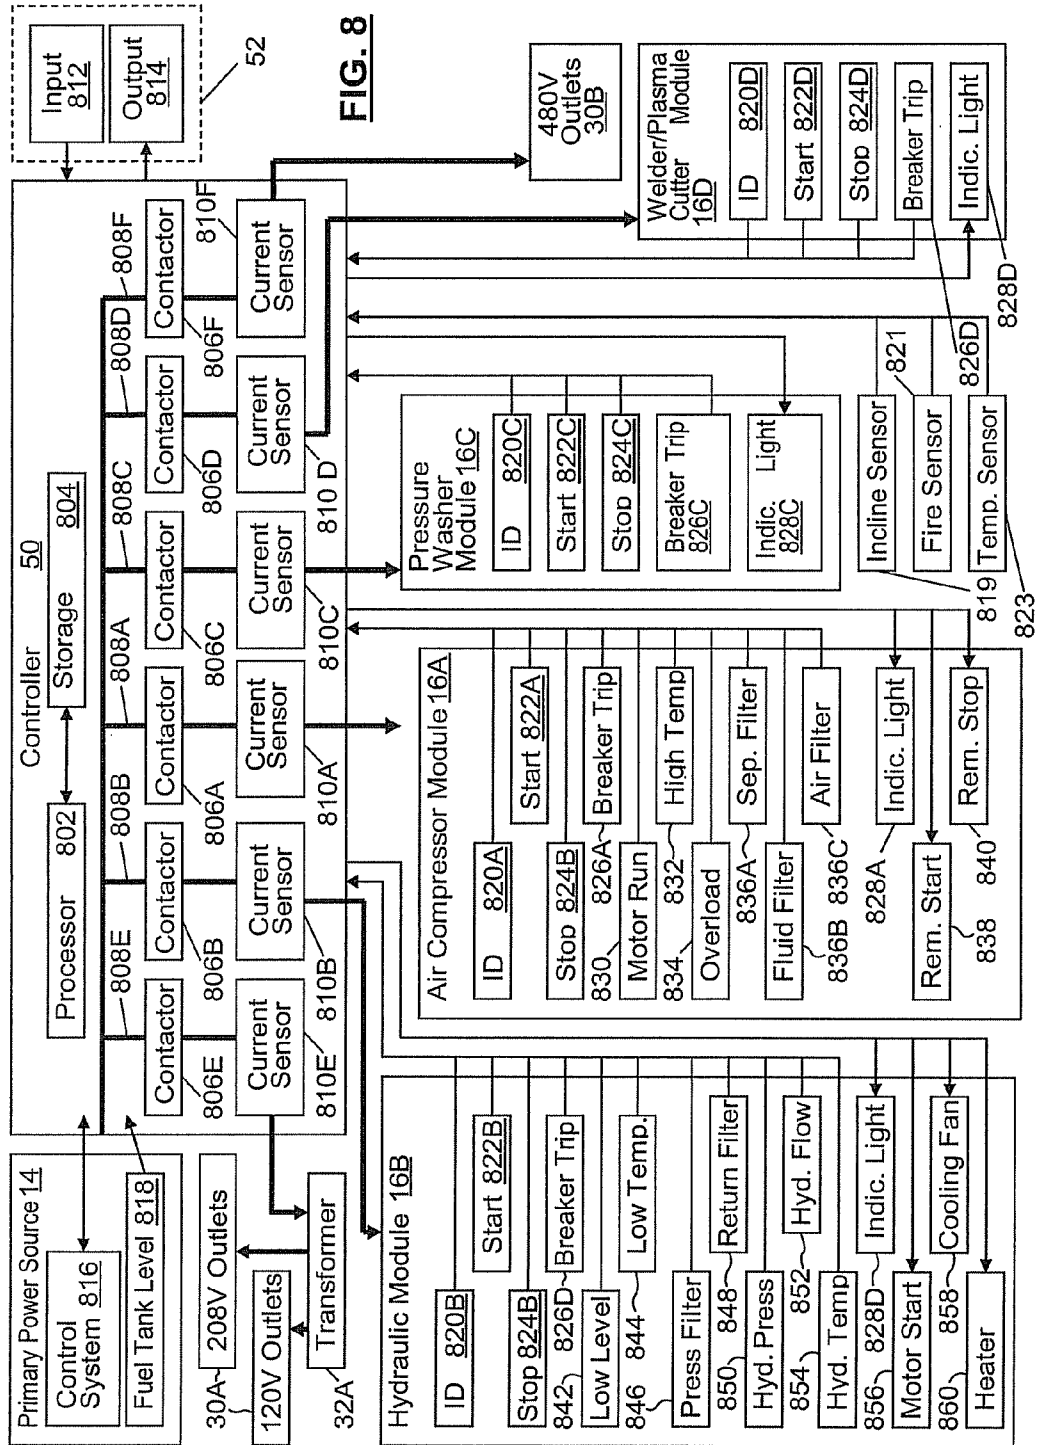 FIG. 8
Primary Power Source 14
Control
System 816
Fuel Tank Level 818
Controller 50
Processor 802
Storage 804
Input
812
Output
814
52
808E
808B
808A
808C
808D
808F
Contactor
806E
Contactor
806B
Contactor
806A
Contactor
806C
Contactor
806D
Contactor
806F
Current
Sensor
810E
Current
Sensor
810B
Current
Sensor
810A
Current
Sensor
810C
Current
Sensor
810 D
Current
Sensor
810F
30A
208V Outlets
120V Outlets
Transformer
32A
480V
Outlets
30B
Hydraulic Module 16B
ID 820B
Start 822B
Stop 824B
Breaker Trip
826D
842
Low Level
Low Temp.
844
846
Press Filter
Return Filter
848
850
Hyd. Press
Hyd. Flow
852
854
Hyd. Temp
Indic. Light
828D
856
Motor Start
Cooling Fan
858
860
Heater
Air Compressor Module 16A
ID 820A
Start 822A
Stop 824B
Breaker Trip
826A
830
Motor Run
High Temp
832
834
Overload
Sep. Filter
836A
Fluid Filter
836B
Air Filter
836C
Indic. Light
828A
Rem. Start
838
Rem. Stop
840
Pressure
Washer
Module 16C
ID 820C
Start 822C
Stop 824C
Breaker Trip
826C
Indic. Light
828C
Incline Sensor
819
Fire Sensor
821
Temp. Sensor
823
Welder/Plasma Module
Cutter
16D
ID 820D
Start 822D
Stop 824D
Breaker Trip
826D
Indic. Light
828D